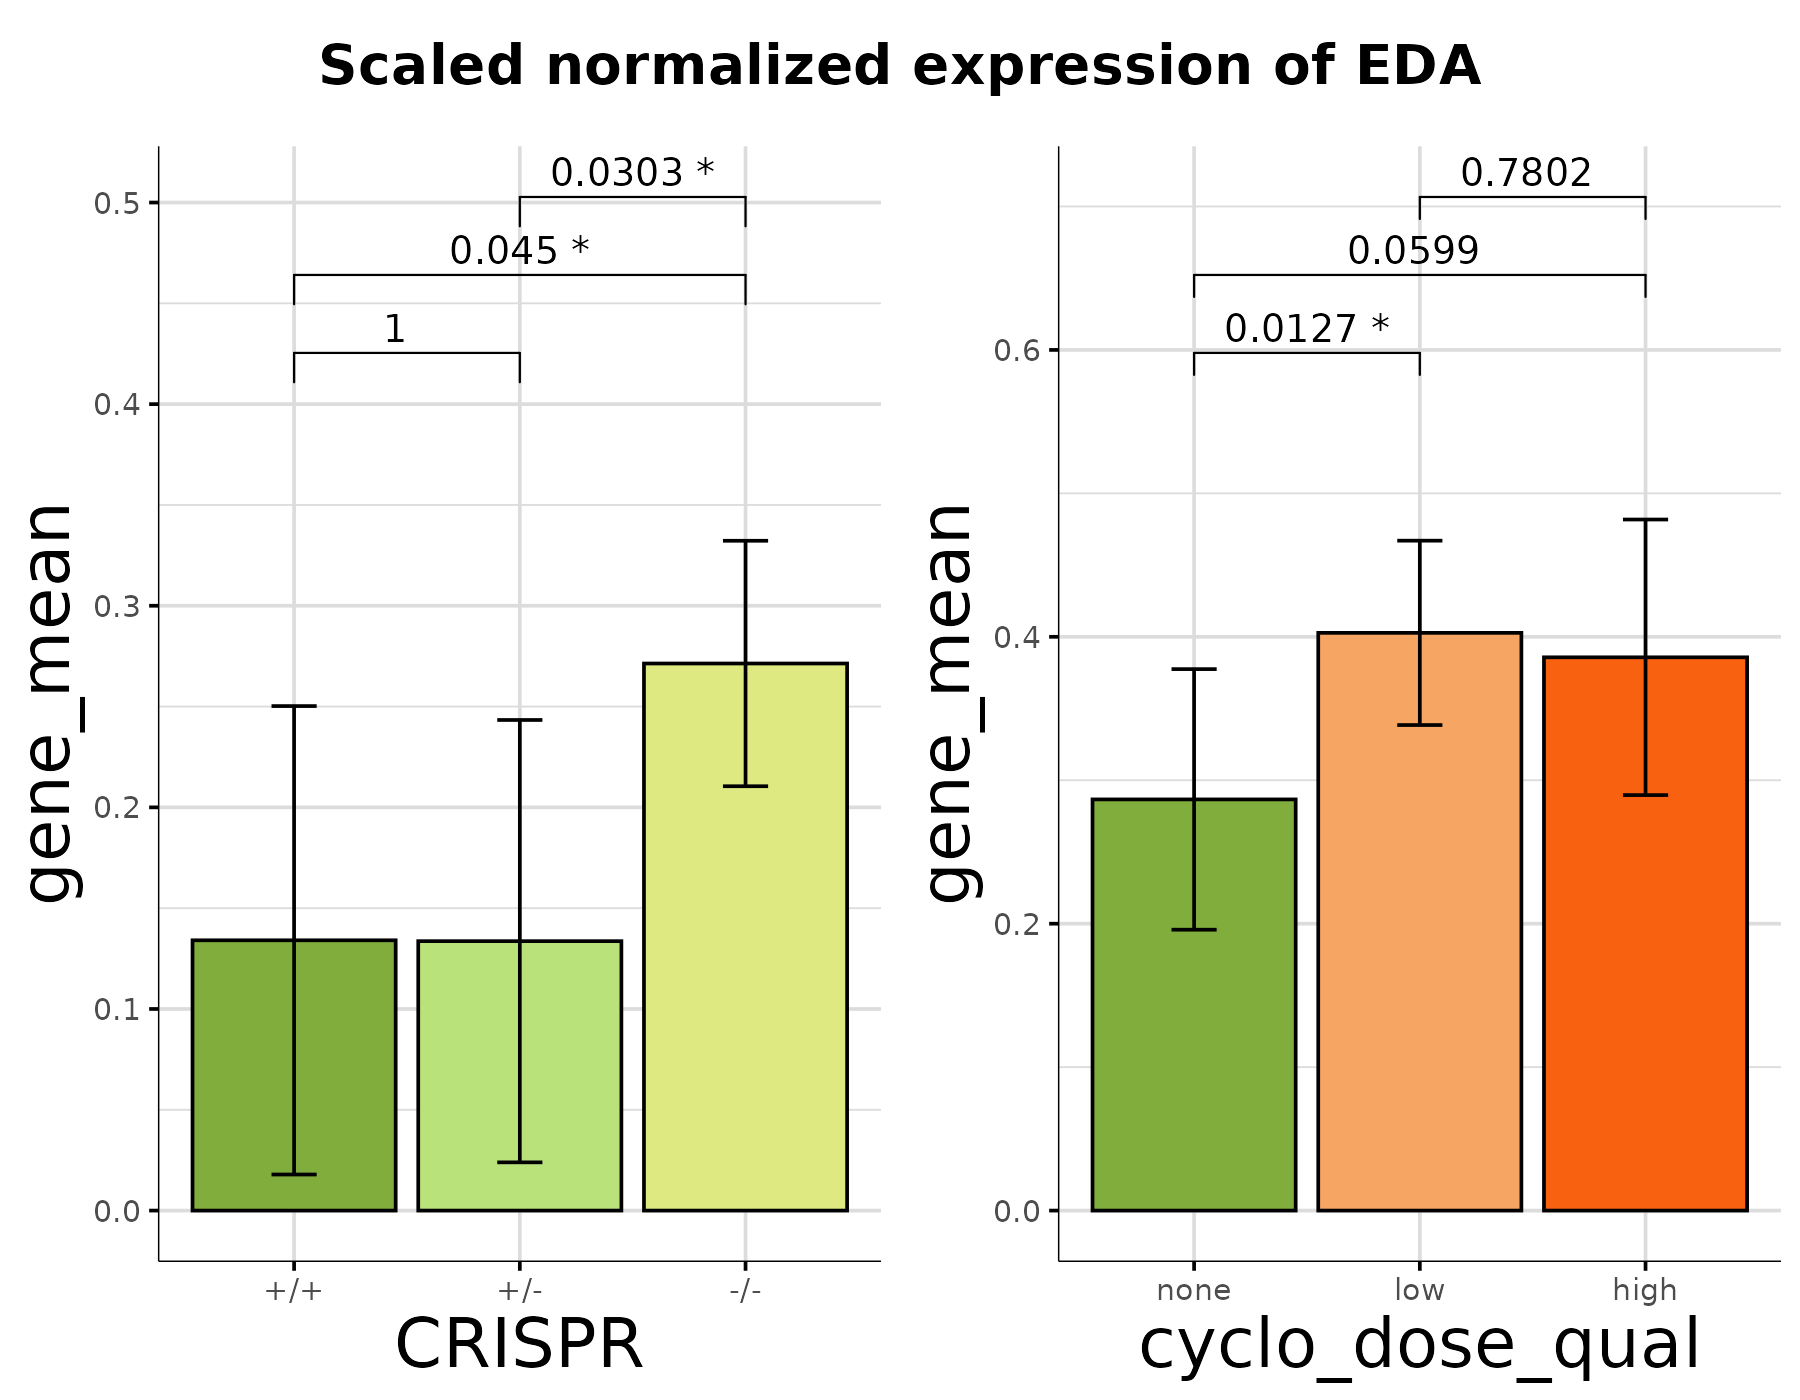 Scaled normalized expression of EDA
gene_mean
0.5
0.4
0.3
0.2
0.1
0.0
0.0303 *
0.045 *
1
+/+
+/-
-/-
CRISPR
gene_mean
0.6
0.4
0.2
0.0
0.7802
0.0599
0.0127 *
none
low
high
cyclo_dose_qual